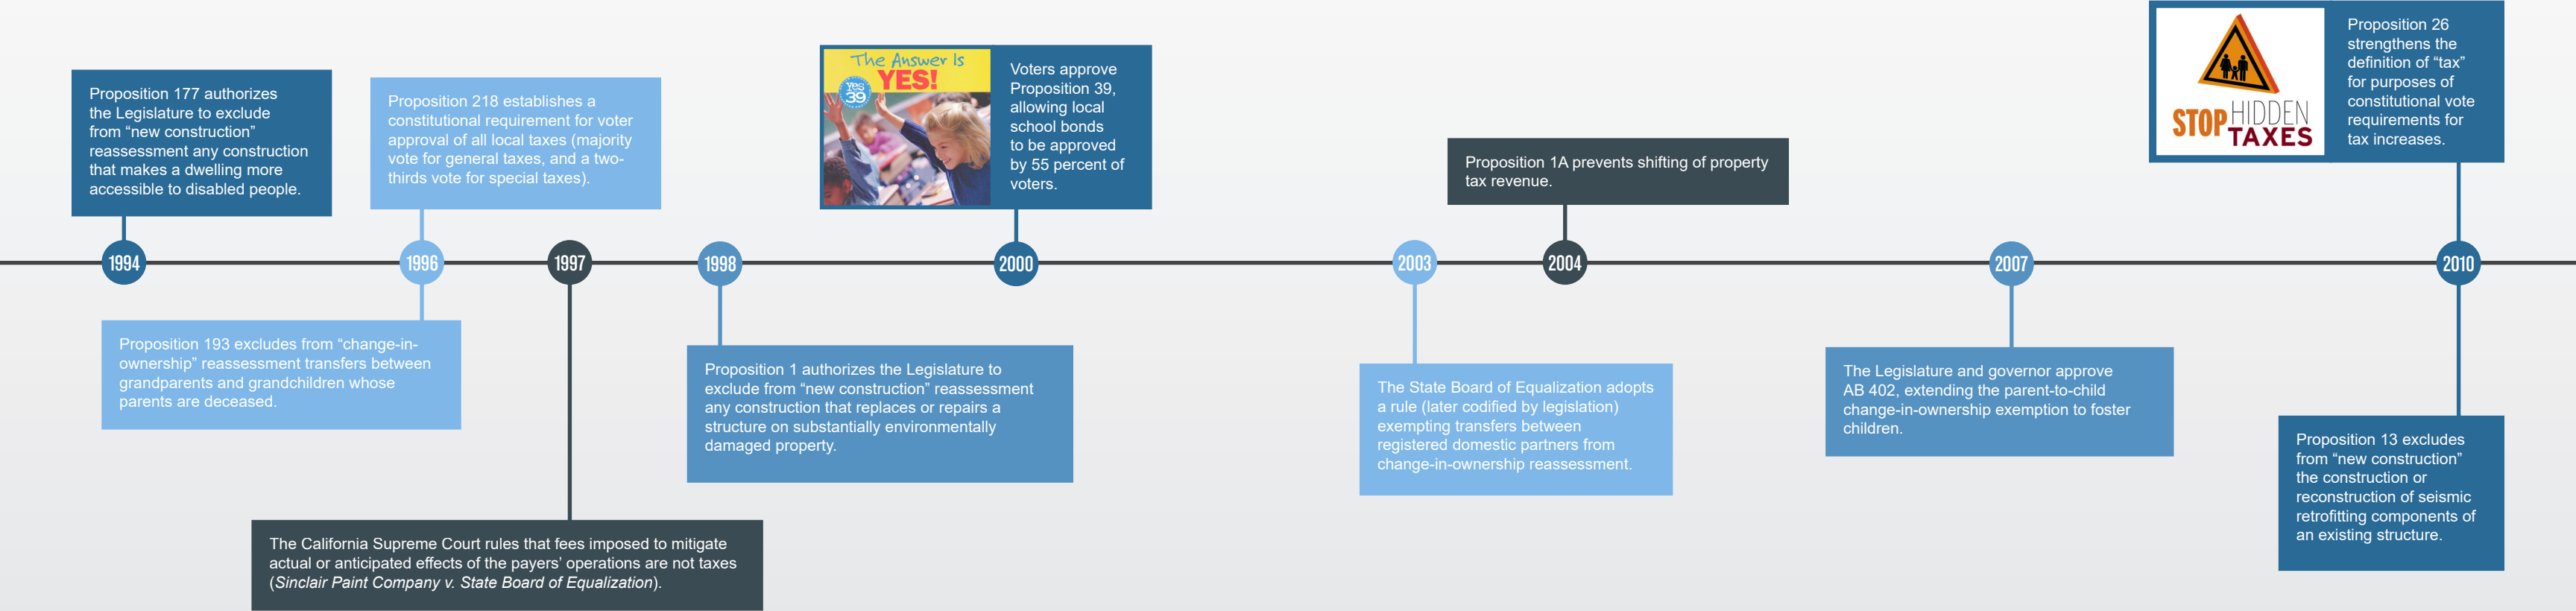 Proposition 177 authorizes
the Legislature to exclude
from “new construction”
reassessment any construction
that makes a dwelling more
accessible to disabled people.
Proposition 218 establishes a
constitutional requirement for voter
approval of all local taxes (majority
vote for general taxes, and a two-
thirds vote for special taxes).
The Answer Is
YES!
Yes
39
Voters approve
Proposition 39,
allowing local
school bonds
to be approved
by 55 percent of
voters.
Proposition 1A prevents shifting of property
tax revenue.
STOP HIDDEN
TAXES
Proposition 26
strengthens the
definition of “tax”
for purposes of
constitutional vote
requirements for
tax increases.
1994
1996
1997
1998
2000
2003
2004
2007
2010
Proposition 193 excludes from “change-in-
ownership” reassessment transfers between
grandparents and grandchildren whose
parents are deceased.
The California Supreme Court rules that fees imposed to mitigate
actual or anticipated effects of the payers’ operations are not taxes
(Sinclair Paint Company v. State Board of Equalization).
Proposition 1 authorizes the Legislature to
exclude from “new construction” reassessment
any construction that replaces or repairs a
structure on substantially environmentally
damaged property.
The State Board of Equalization adopts
a rule (later codified by legislation)
exempting transfers between
registered domestic partners from
change-in-ownership reassessment.
The Legislature and governor approve
AB 402, extending the parent-to-child
change-in-ownership exemption to foster
children.
Proposition 13 excludes
from “new construction”
the construction or
reconstruction of seismic
retrofitting components of
an existing structure.